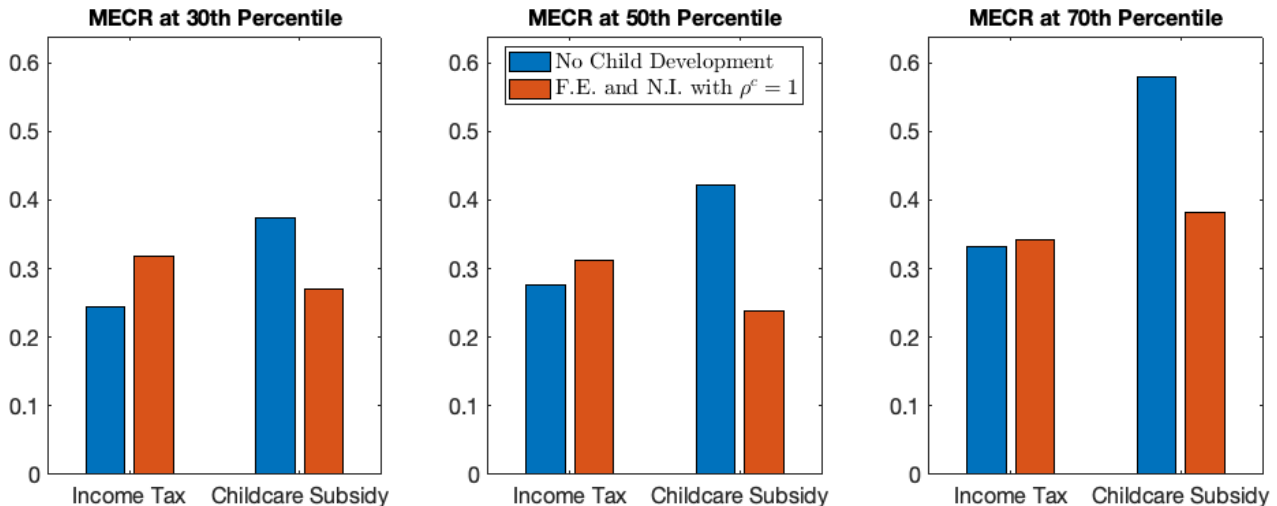 MECR at 30th Percentile
0.6
0.5
0.4
0.3
0.2
0.1
0
Income Tax
Childcare Subsidy
MECR at 50th Percentile
No Child Development
F.E. and N.I. with ρᶜ = 1
0.6
0.5
0.4
0.3
0.2
0.1
0
Income Tax
Childcare Subsidy
MECR at 70th Percentile
0.6
0.5
0.4
0.3
0.2
0.1
0
Income Tax
Childcare Subsidy